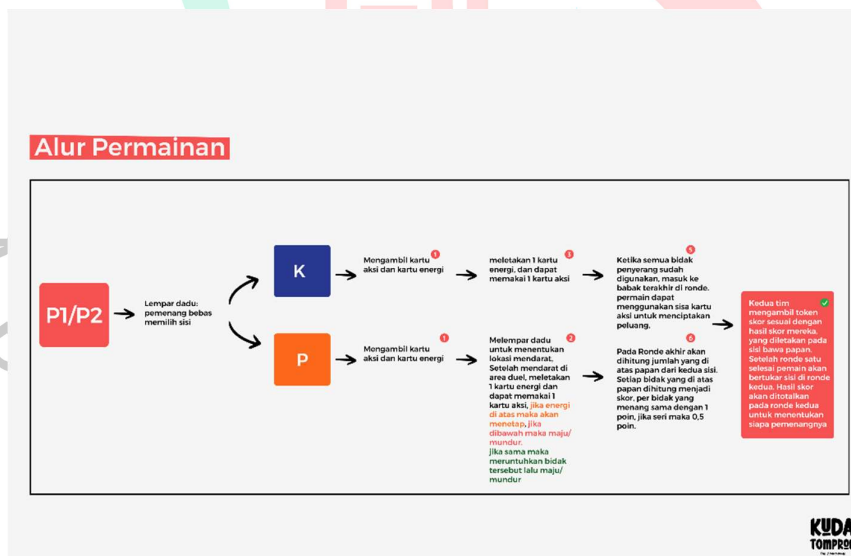 Alur Permainan
P1/P2
Lempar dadu:
pemenang bebas
memilih sisi
K
Mengambil kartu
aksi dan kartu energi
1
meletakan 1 kartu
energi, dan dapat
memakai 1 kartu aksi
3
5
Ketika semua bidak
penyerang sudah
digunakan, masuk ke
babak terakhir di ronde.
permain dapat
menggunakan sisa kartu
aksi untuk menciptakan
peluang.
P
Mengambil kartu
aksi dan kartu energi
1
2
Melempar dadu
untuk menentukan
lokasi mendarat,
Setelah mendarat di
area duel, meletakan
1 kartu energi dan
dapat memakai 1
kartu aksi, jika energi
di atas maka akan
menetap, jika
dibawah maka maju/
mundur.
jika sama maka
meruntuhkan bidak
tersebut lalu maju/
mundur
6
Pada Ronde akhir akan
dihitung jumlah yang di
atas papan dari kedua sisi.
Setiap bidak yang di atas
papan dihitung menjadi
skor. per bidang yang
menang sama dengan 1
poin, jika seri maka 0,5
poin.
Kedua tim
mengambil token
skor sesuai dengan
hasil skor mereka,
yang diletakan pada
sisi bawa papan.
Setelah ronde satu
selesai pemain akan
bertukar sisi di ronde
kedua. Hasil skor
akan ditotalkan
pada ronde kedua
untuk menentukan
siapa pemenangnya
KUDA